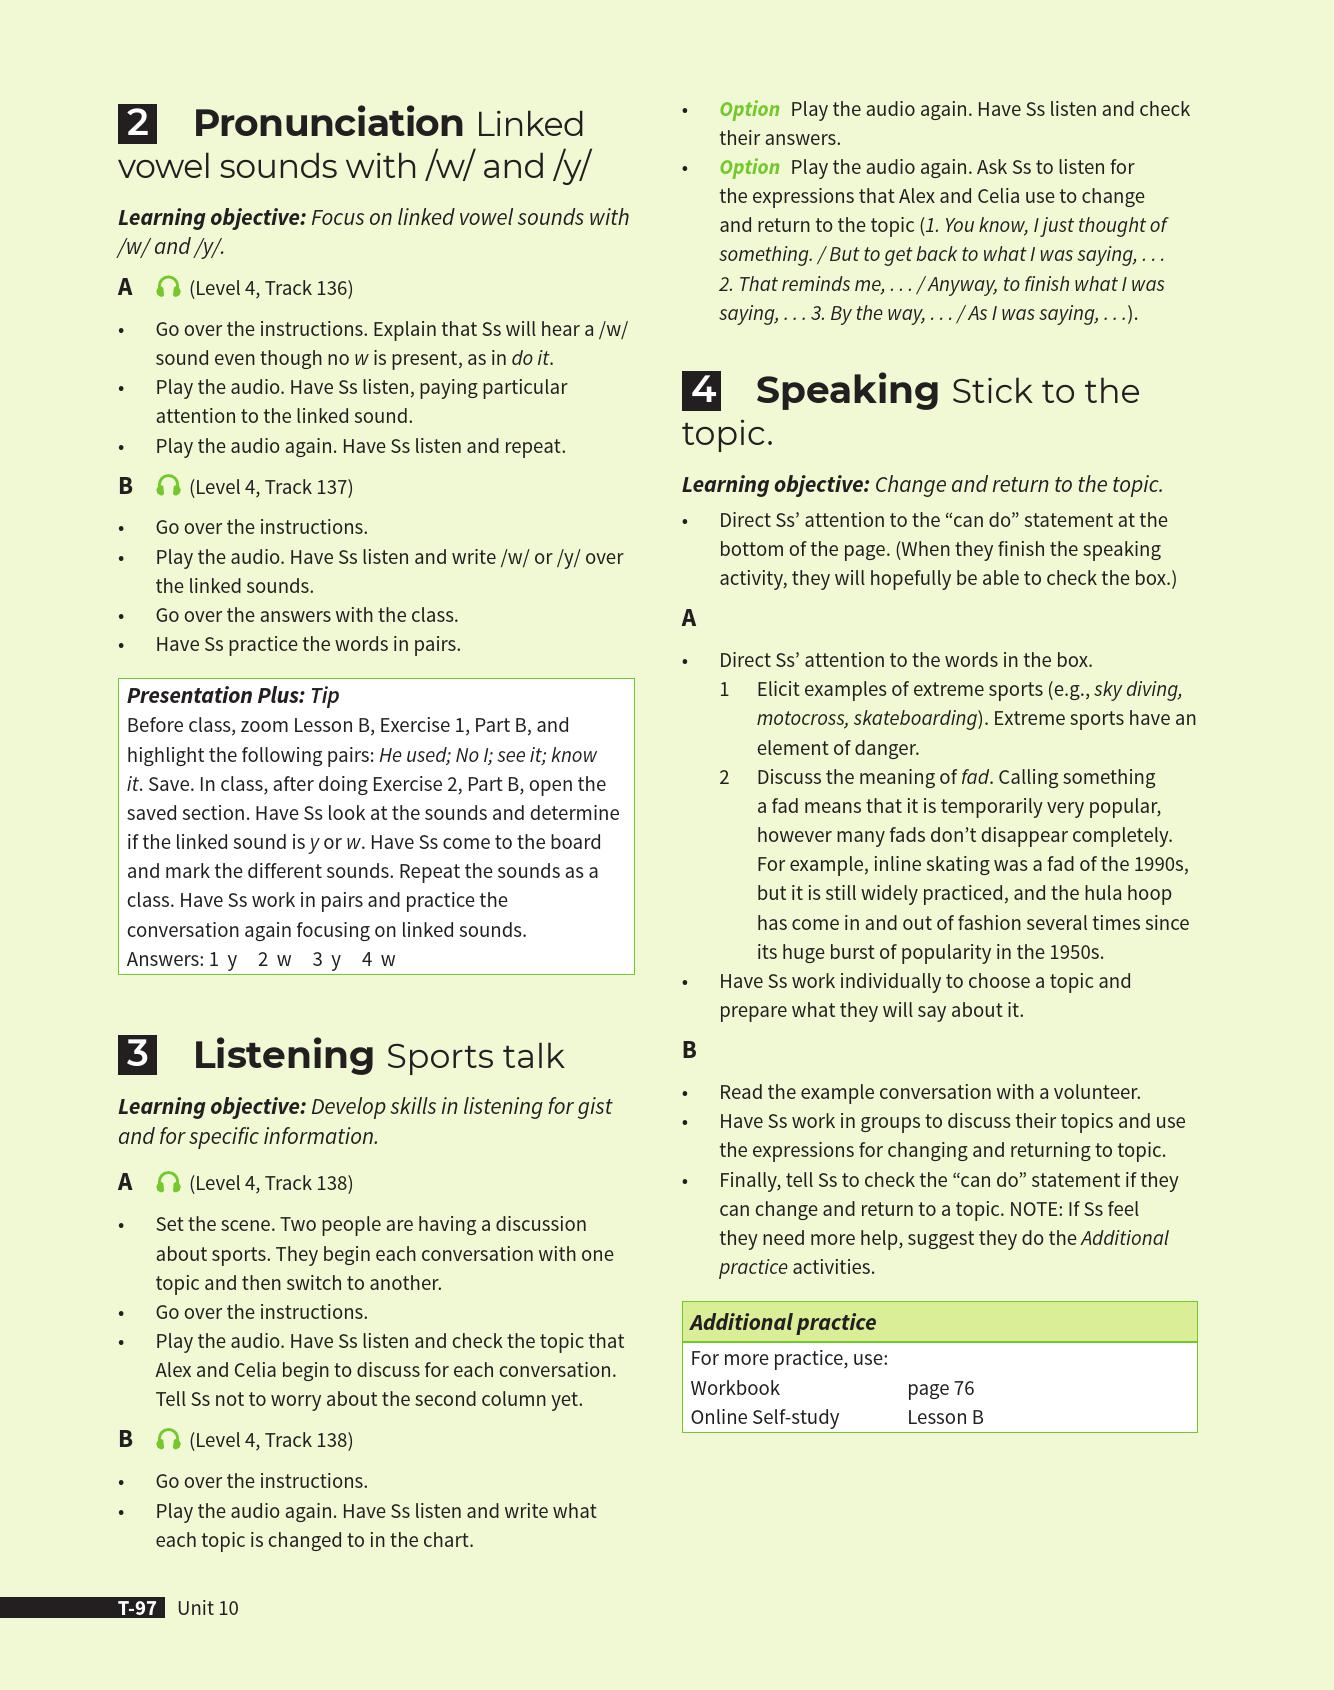 2 Pronunciation Linked
vowel sounds with /w/ and /y/
Learning objective: Focus on linked vowel sounds with
/w/ and /y/.
A (Level 4, Track 136)
• Go over the instructions. Explain that Ss will hear a /w/
sound even though no w is present, as in do it.
• Play the audio. Have Ss listen, paying particular
attention to the linked sound.
• Play the audio again. Have Ss listen and repeat.
B (Level 4, Track 137)
• Go over the instructions.
• Play the audio. Have Ss listen and write /w/ or /y/ over
the linked sounds.
• Go over the answers with the class.
• Have Ss practice the words in pairs.
Presentation Plus: Tip
Before class, zoom Lesson B, Exercise 1, Part B, and
highlight the following pairs: He used; No I; see it; know
it. Save. In class, after doing Exercise 2, Part B, open the
saved section. Have Ss look at the sounds and determine
if the linked sound is y or w. Have Ss come to the board
and mark the different sounds. Repeat the sounds as a
class. Have Ss work in pairs and practice the
conversation again focusing on linked sounds.
Answers: 1 y 2 w 3 y 4 w
3 Listening Sports talk
Learning objective: Develop skills in listening for gist
and for specific information.
A (Level 4, Track 138)
• Set the scene. Two people are having a discussion
about sports. They begin each conversation with one
topic and then switch to another.
• Go over the instructions.
• Play the audio. Have Ss listen and check the topic that
Alex and Celia begin to discuss for each conversation.
Tell Ss not to worry about the second column yet.
B (Level 4, Track 138)
• Go over the instructions.
• Play the audio again. Have Ss listen and write what
each topic is changed to in the chart.
• Option Play the audio again. Have Ss listen and check
their answers.
• Option Play the audio again. Ask Ss to listen for
the expressions that Alex and Celia use to change
and return to the topic (1. You know, I just thought of
something. / But to get back to what I was saying, . . .
2. That reminds me, . . . / Anyway, to finish what I was
saying, . . . 3. By the way, . . . / As I was saying, . . .).
4 Speaking Stick to the
topic.
Learning objective: Change and return to the topic.
• Direct Ss’ attention to the “can do” statement at the
bottom of the page. (When they finish the speaking
activity, they will hopefully be able to check the box.)
A
• Direct Ss’ attention to the words in the box.
1 Elicit examples of extreme sports (e.g., sky diving,
motocross, skateboarding). Extreme sports have an
element of danger.
2 Discuss the meaning of fad. Calling something
a fad means that it is temporarily very popular,
however many fads don’t disappear completely.
For example, inline skating was a fad of the 1990s,
but it is still widely practiced, and the hula hoop
has come in and out of fashion several times since
its huge burst of popularity in the 1950s.
• Have Ss work individually to choose a topic and
prepare what they will say about it.
B
• Read the example conversation with a volunteer.
• Have Ss work in groups to discuss their topics and use
the expressions for changing and returning to topic.
• Finally, tell Ss to check the “can do” statement if they
can change and return to a topic. NOTE: If Ss feel
they need more help, suggest they do the Additional
practice activities.
Additional practice
For more practice, use:
Workbook page 76
Online Self-study Lesson B
T-97 Unit 10